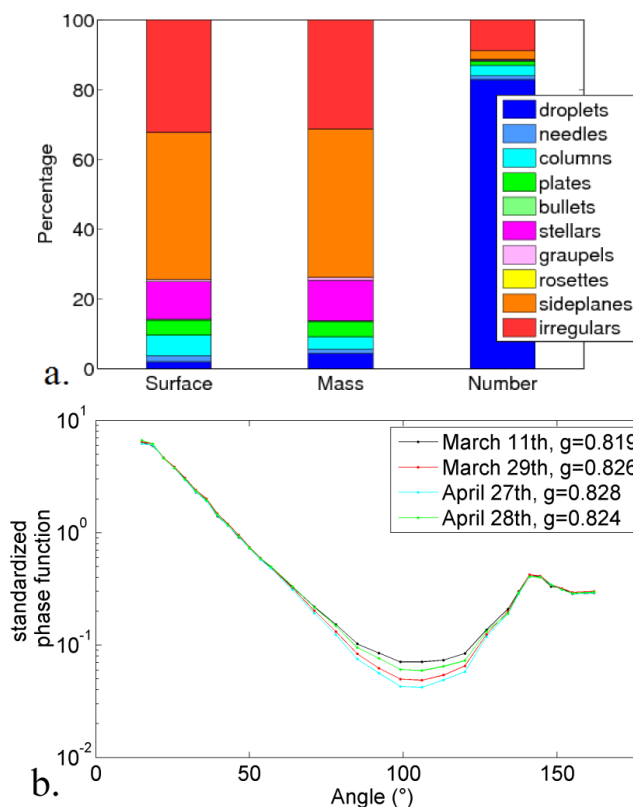 100
80
60
40
20
0
Percentage
Surface
Mass
Number
droplets
needles
columns
plates
bullets
stellars
graupels
rosettes
sideplanes
irregulars
a.
10^1
10^0
10^-1
10^-2
standardized
phase function
March 11th, g=0.819
March 29th, g=0.826
April 27th, g=0.828
April 28th, g=0.824
0
50
100
150
Angle (°)
b.